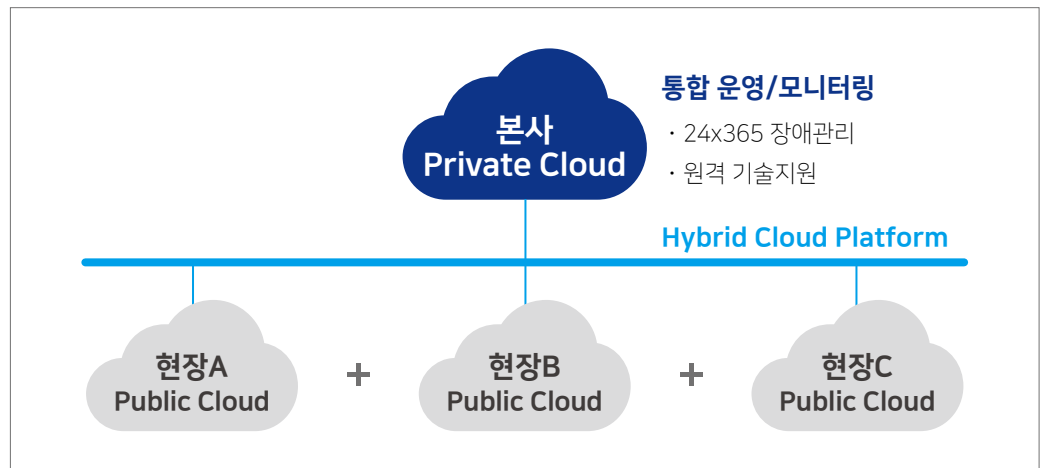 본사
Private Cloud
통합 운영/모니터링
· 24x365 장애관리
· 원격 기술지원
Hybrid Cloud Platform
현장A
Public Cloud
+
현장B
Public Cloud
+
현장C
Public Cloud